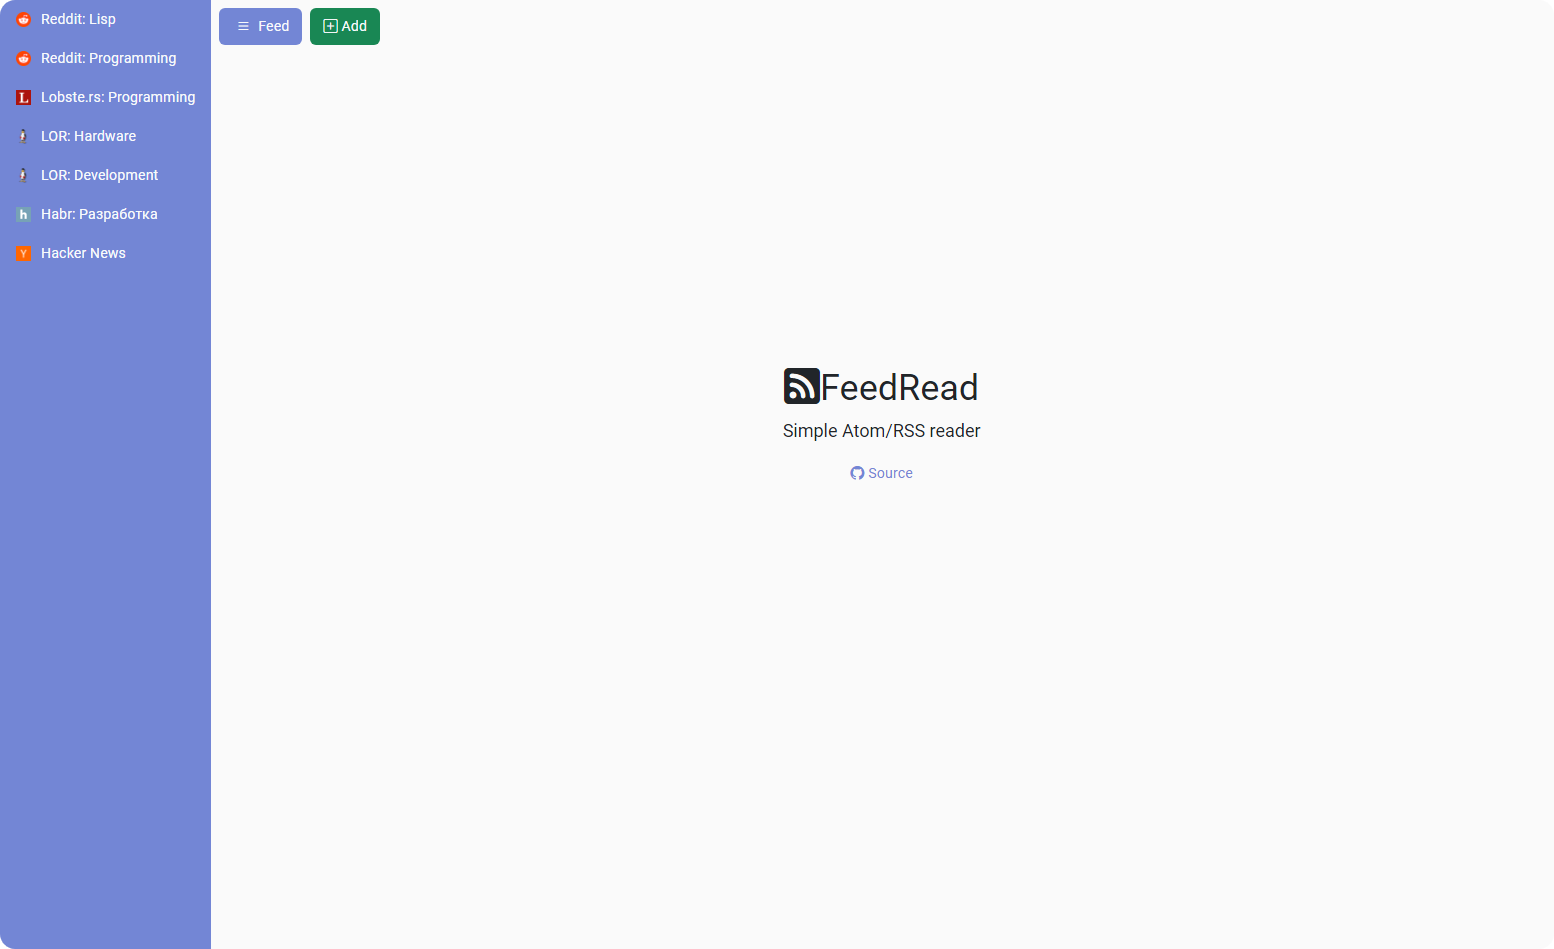 Reddit: Lisp
Reddit: Programming
Lobste.rs: Programming
LOR: Hardware
LOR: Development
Habr: Разработка
Hacker News
Feed
Add
FeedRead
Simple Atom/RSS reader
Source